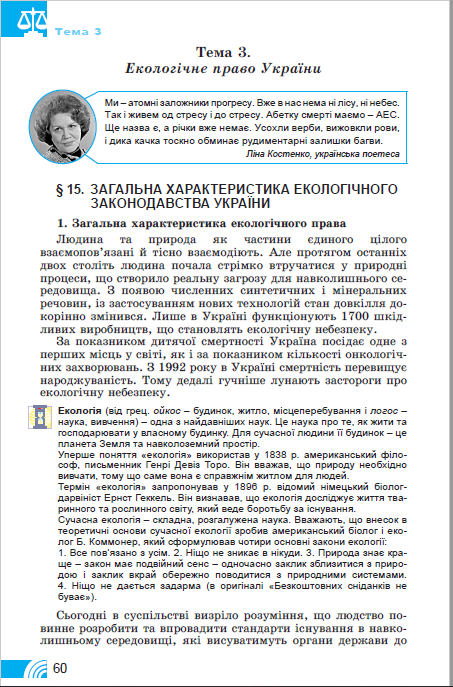 Тема 3
Тема 3.
Екологічне право України
Ми – атомні заложники прогресу. Вже в нас нема ні лісу, ні небес.
Так і живем од стресу і до стресу. Абетку смерті маємо – АЕС.
Ще назва є, а річки вже немає. Усохли верби, вижовкли рови,
і дика качка тоскно обминає рудиментарні залишки багви.
Ліна Костенко, українська поетеса
§ 15. ЗАГАЛЬНА ХАРАКТЕРИСТИКА ЕКОЛОГІЧНОГО
ЗАКОНОДАВСТВА УКРАЇНИ
1. Загальна характеристика екологічного права
Людина та природа як частини єдиного цілого
взаємопов’язані й тісно взаємодіють. Але протягом останніх
двох століть людина почала стрімко втручатися у природні
процеси, що створило реальну загрозу для навколишнього се-
редовища. З появою численних синтетичних і мінеральних
речовин, із застосуванням нових технологій стан довкілля до-
корінно змінився. Лише в Україні функціонують 1700 шкід-
ливих виробництв, що становлять екологічну небезпеку.
За показником дитячої смертності Україна посідає одне з
перших місць у світі, як і за показником кількості онкологіч-
них захворювань. З 1992 року в Україні смертність перевищує
народжуваність. Тому дедалі гучніше лунають застороги про
екологічну небезпеку.
Екологія (від грец. ойкос – будинок, житло, місцеперебування і логос –
наука, вивчення) – одна з найдавніших наук. Це наука про те, як жити та
господарювати у власному будинку. Для сучасної людини її будинок – це
планета Земля та навколоземний простір.
Уперше поняття «екологія» використав у 1838 р. американський філо-
соф, письменник Генрі Девіз Торо. Він вважав, що природу необхідно
вивчати, тому що саме вона є справжнім житлом для людей.
Термін «екологія» запропонував у 1896 р. відомий німецький біолог-
дарвініст Ернст Геккель. Він визнавав, що екологія досліджує життя тва-
ринного та рослинного світу, який веде боротьбу за існування.
Сучасна екологія – складна, розгалужена наука. Вважають, що внесок в
теоретичні основи сучасної екології зробив американський біолог і еко-
лог Б. Коммонер, який сформулював чотири основні закони екології:
1. Все пов’язано з усім. 2. Ніщо не зникає в нікуди. 3. Природа знає кра-
ще – закон має подвійний сенс – одночасно заклик зблизитися з приро-
дою і заклик вкрай обережно поводитися з природними системами.
4. Ніщо не дається задарма (в оригіналі «Безкоштовних сніданків не
буває»).
Сьогодні в суспільстві визріло розуміння, що людство по-
винне розробити та впровадити стандарти існування в навко-
лишньому середовищі, які висуватимуть органи держави до
60